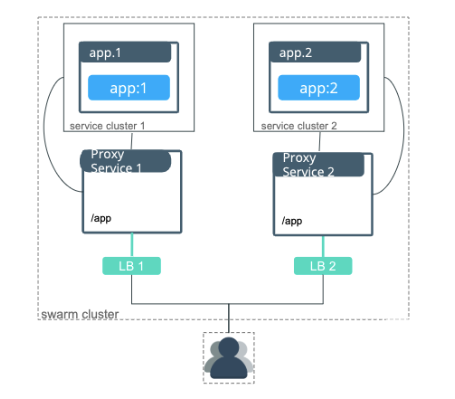 app.1
app:1
service cluster 1
Proxy
Service 1
/app
LB 1
app.2
app:2
service cluster 2
Proxy
Service 2
/app
LB 2
swarm cluster